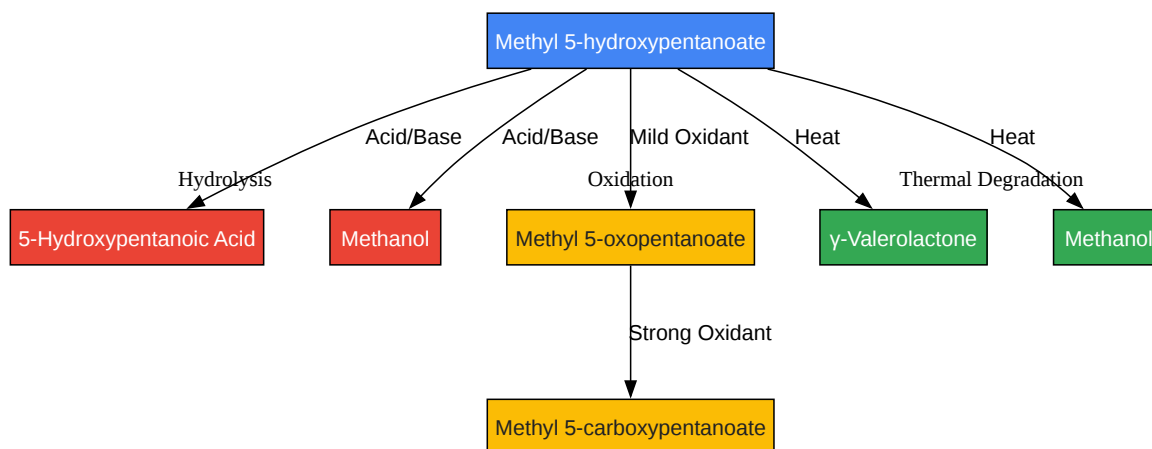 Methyl 5-hydroxypentanoate
Acid/Base
Acid/Base
Mild Oxidant
Heat
Heat
Hydrolysis
Oxidation
Thermal Degradation
5-Hydroxypentanoic Acid
Methanol
Methyl 5-oxopentanoate
γ-Valerolactone
Methanol
Strong Oxidant
Methyl 5-carboxypentanoate